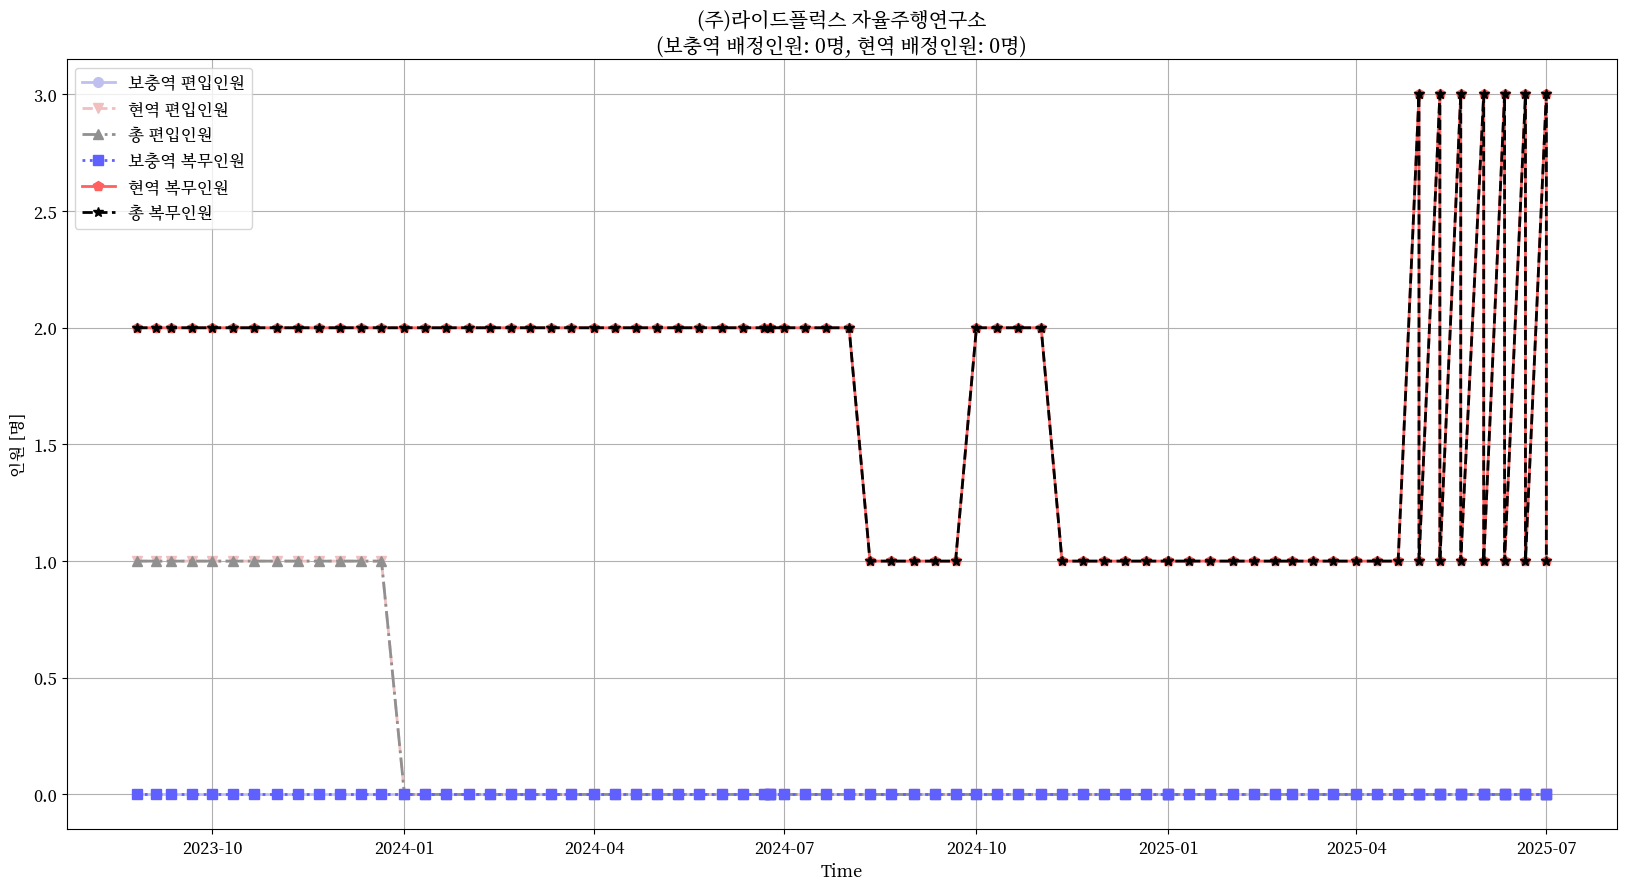 (주)라이드플럭스 자율주행연구소
(보충역 배정인원: 0명, 현역 배정인원: 0명)
보충역 편입인원
현역 편입인원
총 편입인원
보충역 복무인원
현역 복무인원
총 복무인원
인원 [명]
3.0
2.5
2.0
1.5
1.0
0.5
0.0
2023-10
2024-01
2024-04
2024-07
2024-10
2025-01
2025-04
2025-07
Time